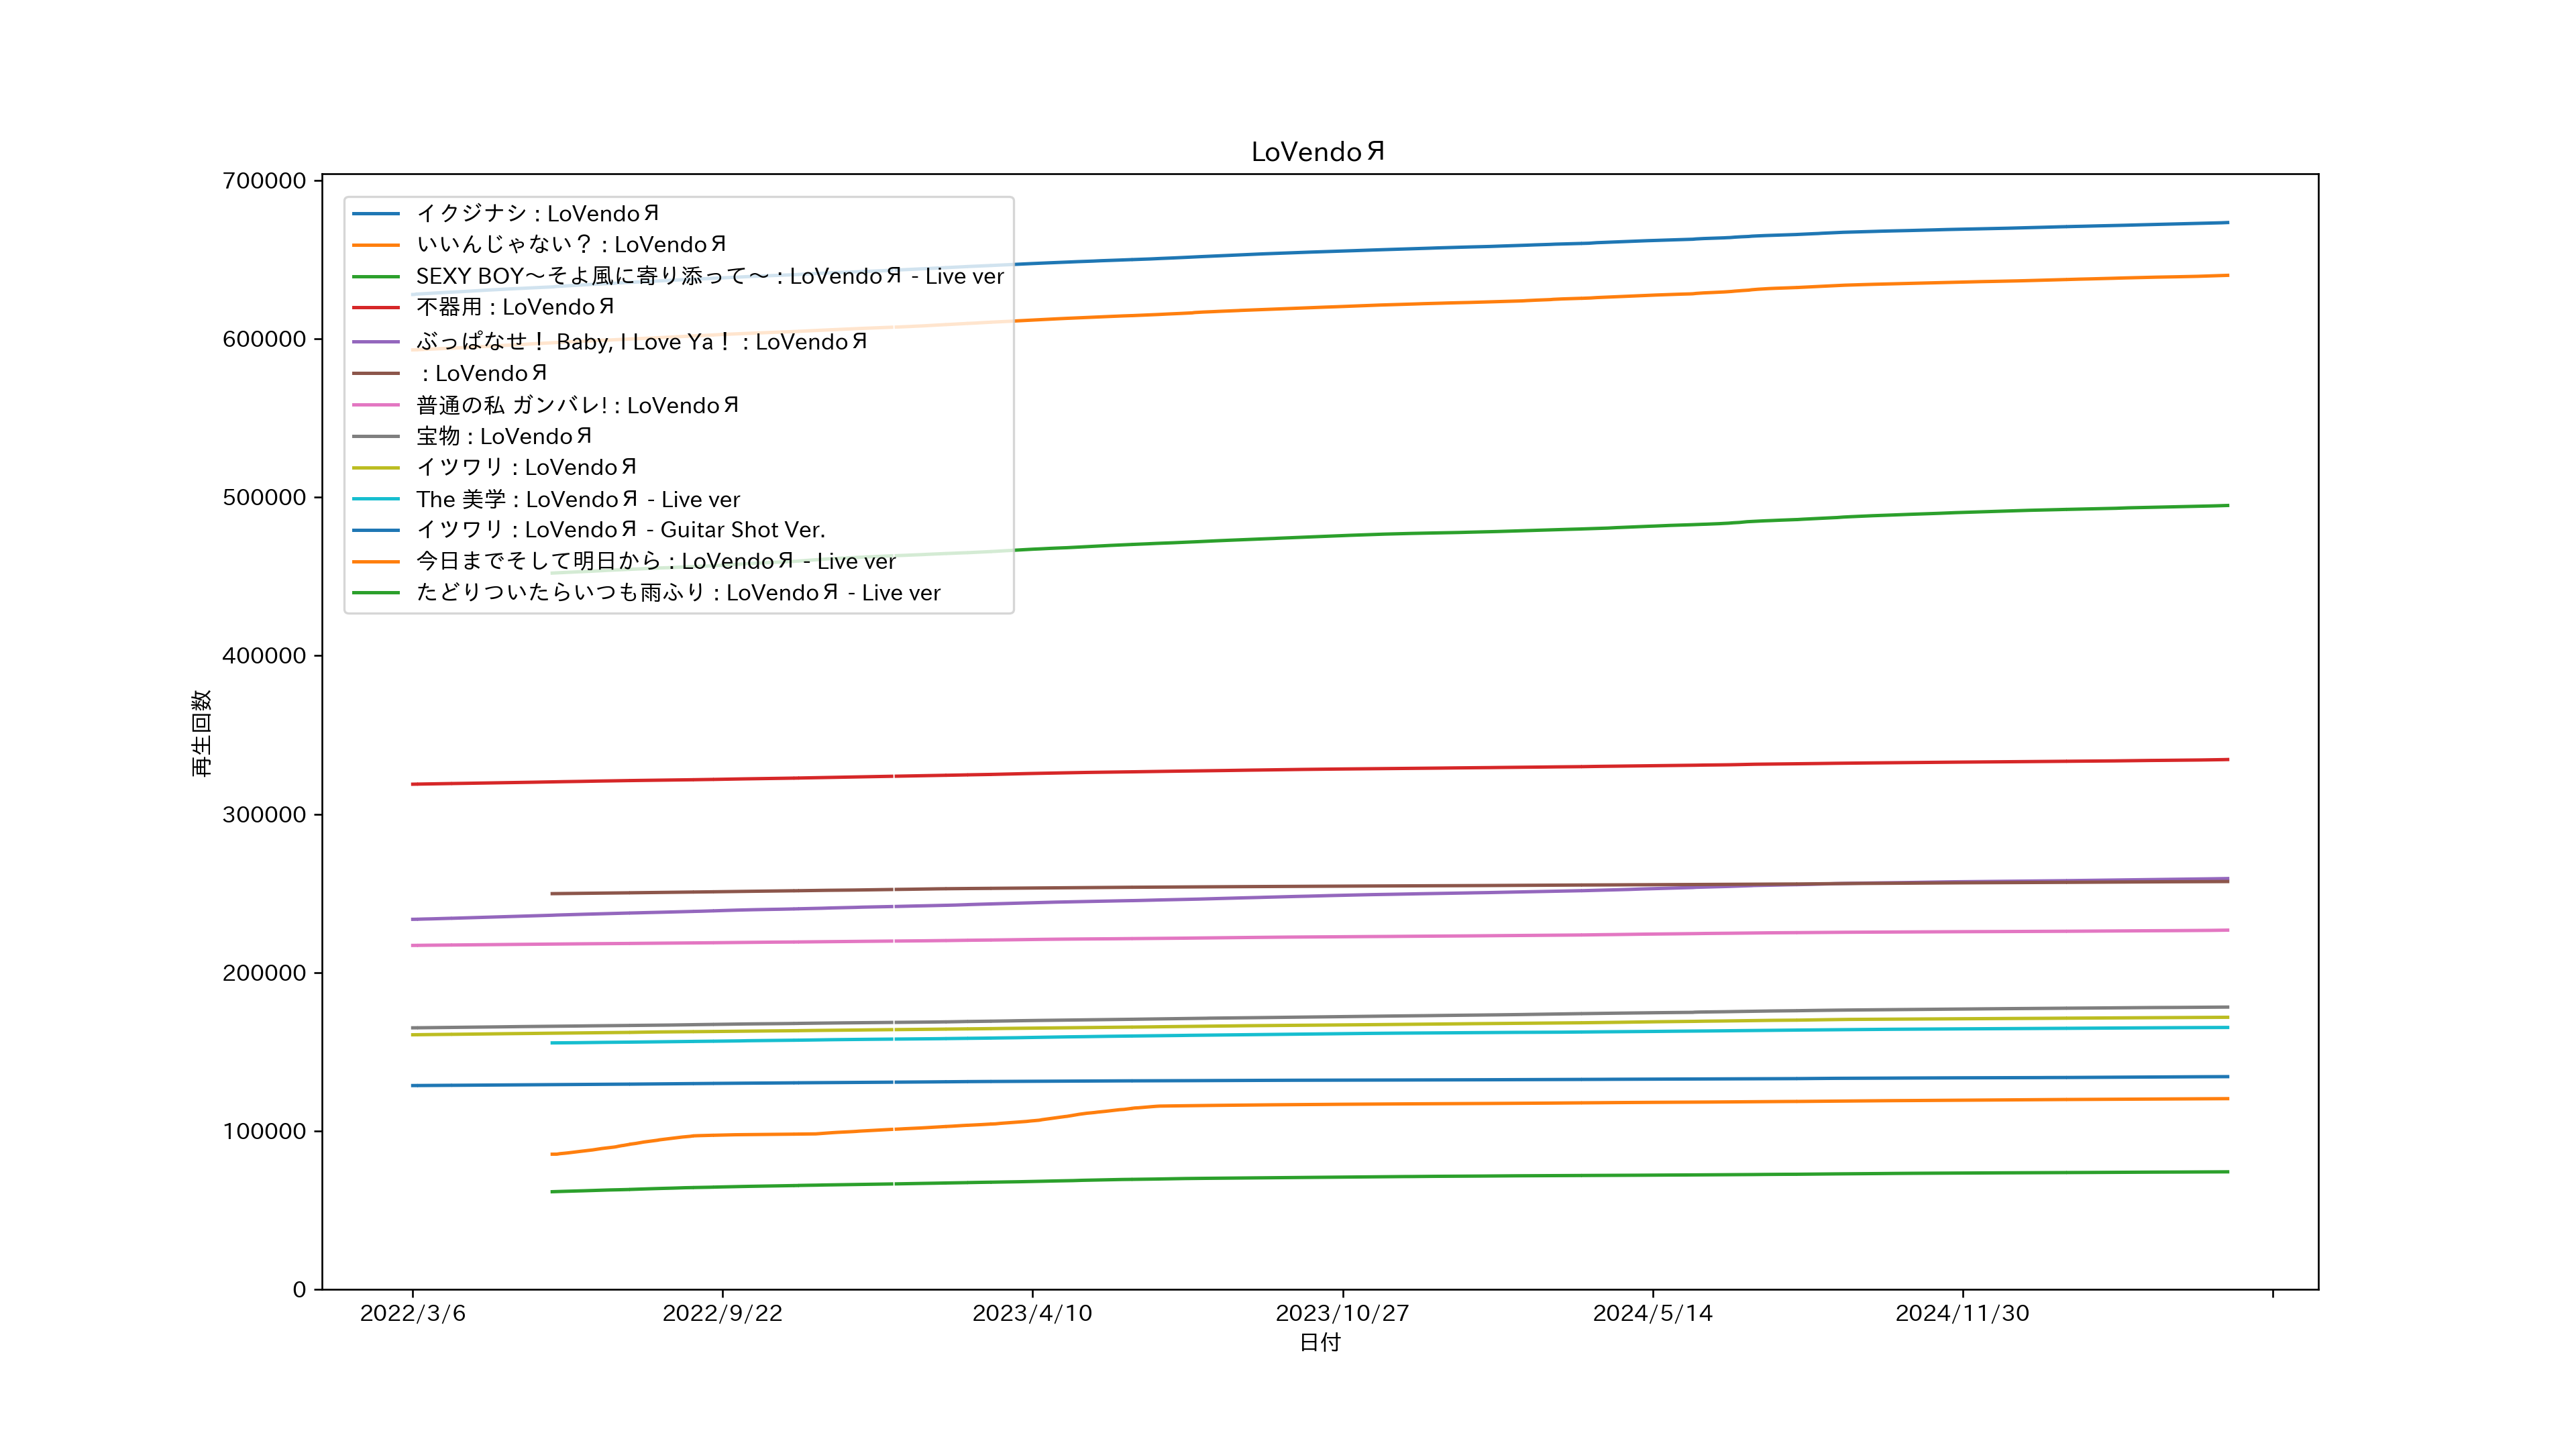 LoVendoЯ
700000
600000
500000
400000
300000
200000
100000
0
再生回数
イクジナシ : LoVendoЯ
いいんじゃない？ : LoVendoЯ
SEXY BOY～そよ風に寄り添って～ : LoVendoЯ - Live ver
不器用 : LoVendoЯ
ぶっぱなせ！ Baby, I Love Ya！ : LoVendoЯ
: LoVendoЯ
普通の私 ガンバレ! : LoVendoЯ
宝物 : LoVendoЯ
イツワリ : LoVendoЯ
The 美学 : LoVendoЯ - Live ver
イツワリ : LoVendoЯ - Guitar Shot Ver.
今日までそして明日から : LoVendoЯ - Live ver
たどりついたらいつも雨ふり : LoVendoЯ - Live ver
2022/3/6
2022/9/22
2023/4/10
2023/10/27
2024/5/14
2024/11/30
日付